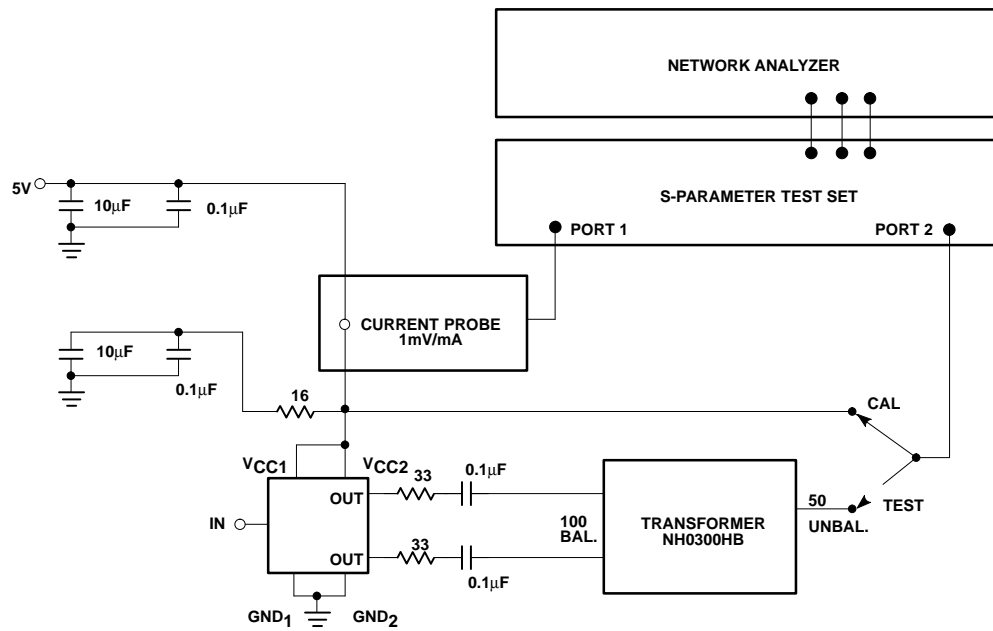 NETWORK ANALYZER
S-PARAMETER TEST SET
5V
10μF
0.1μF
PORT 1
PORT 2
CURRENT PROBE
1mV/mA
10μF
0.1μF
16
CAL
VCC1
VCC2
33
0.1μF
OUT
50
TEST
IN
TRANSFORMER
NH0300HB
UNBAL.
100
BAL.
OUT
33
0.1μF
GND1
GND2